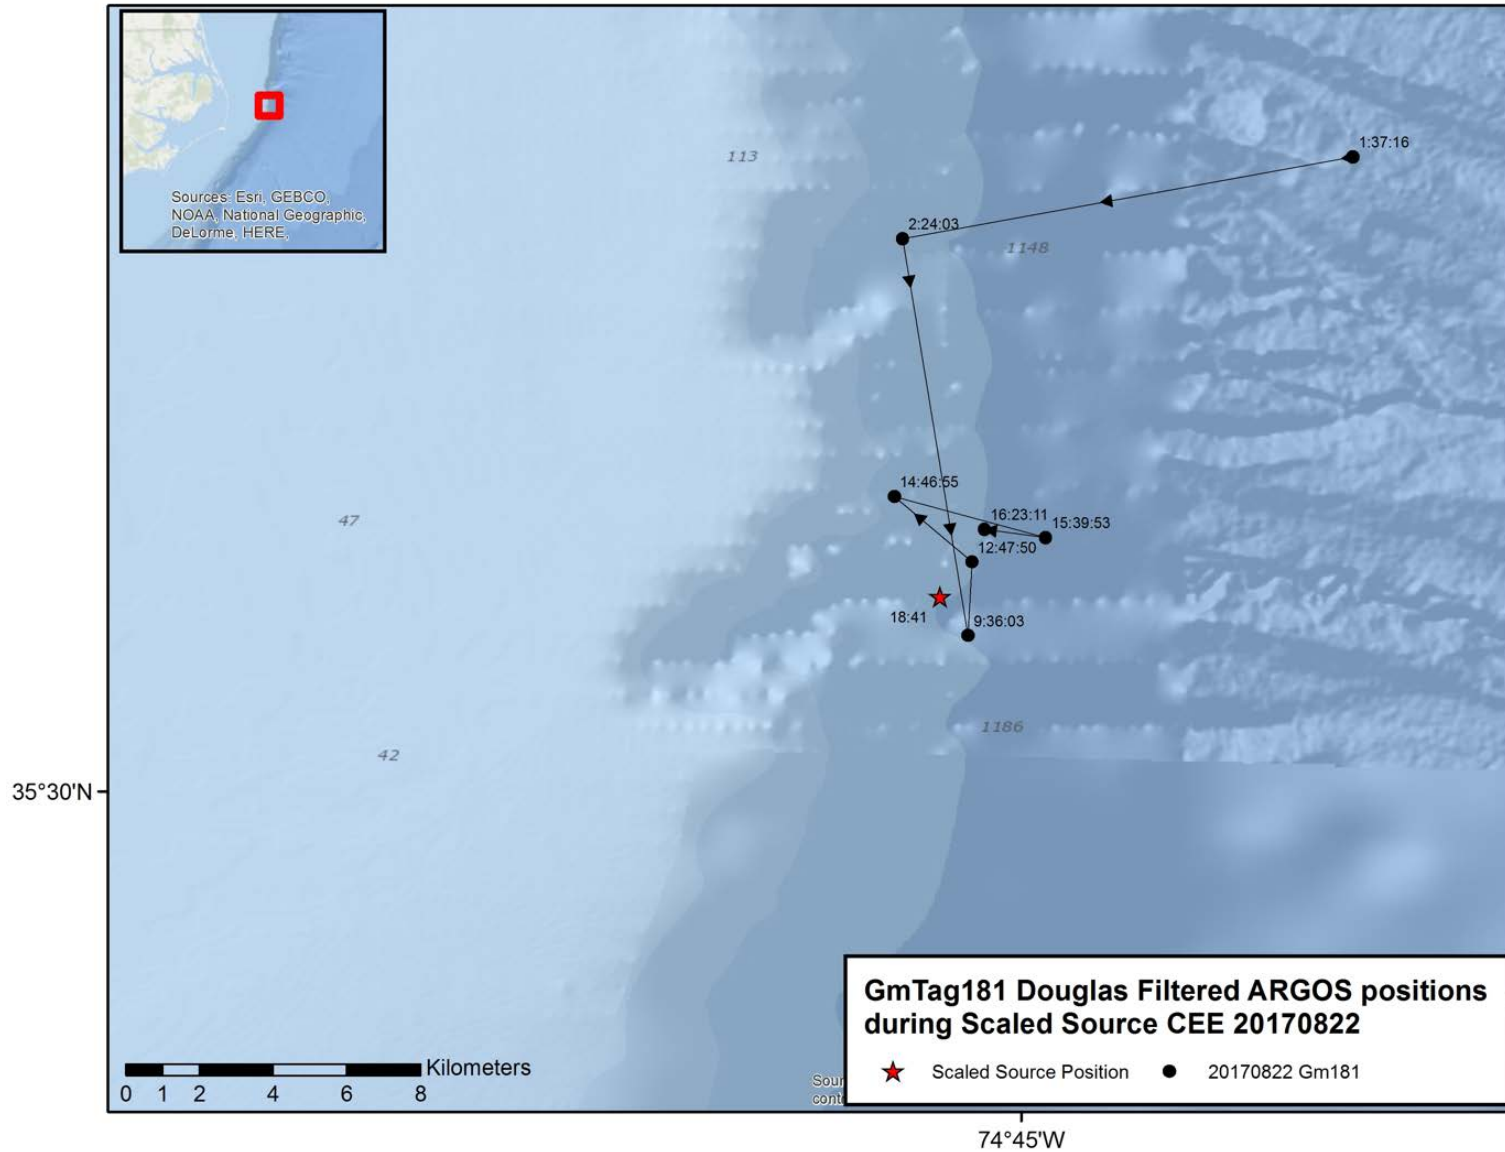 Sources: Esri, GEBCO,
NOAA, National Geographic,
DeLorme, HERE,
113
1:37:16
2:24:03
1148
14:46:55
47
16:23:11
15:39:53
12:47:50
18:41
9:36:03
1186
42
35°30'N
GmTag181 Douglas Filtered ARGOS positions
during Scaled Source CEE 20170822
Scaled Source Position
20170822 Gm181
Kilometers
0 1 2 4 6 8
74°45'W